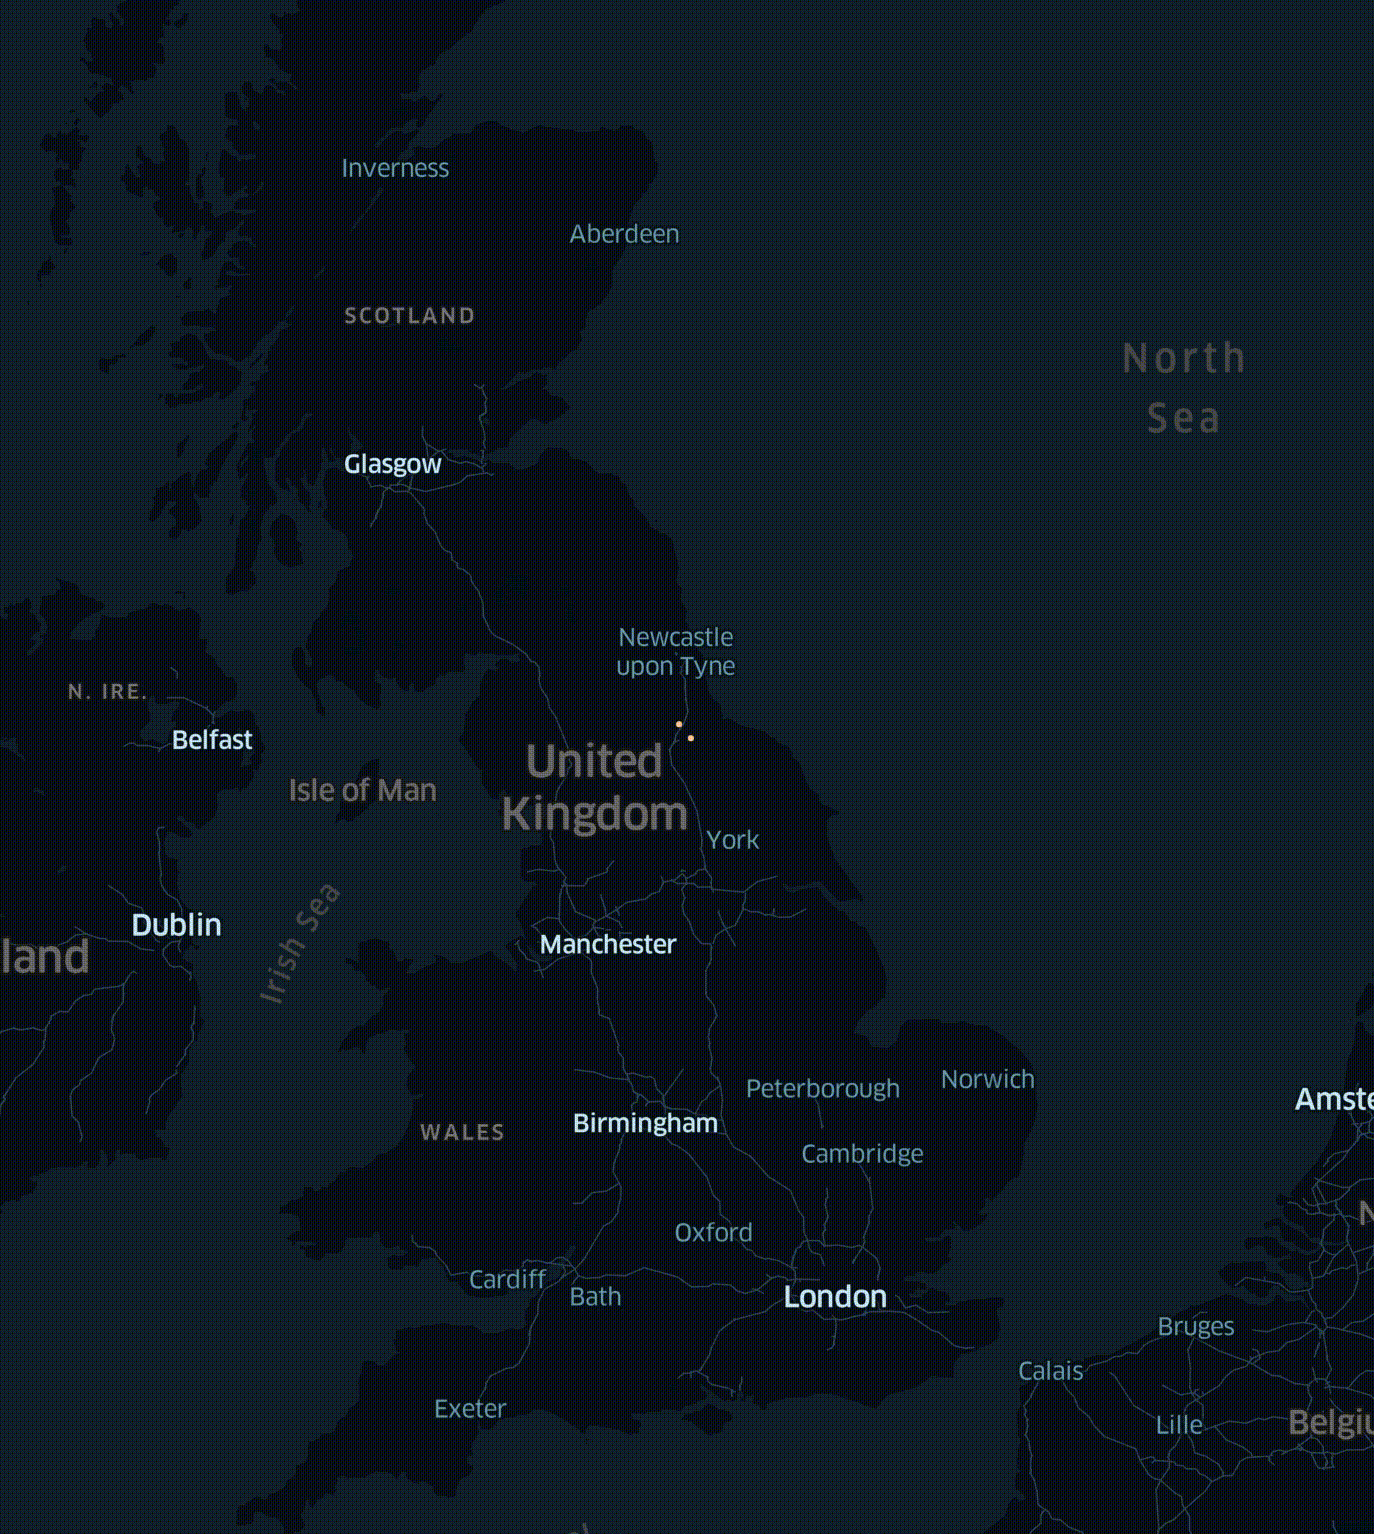 Inverness
Aberdeen
SCOTLAND
North
Sea
Glasgow
Newcastle
upon Tyne
N. IRE.
Belfast
United
Kingdom
Isle of Man
York
Irish Sea
Dublin
land
Manchester
Peterborough
Norwich
Amste
Birmingham
WALES
Cambridge
N
Oxford
Cardiff
Bath
London
Bruges
Calais
Exeter
Lille
Belgiu